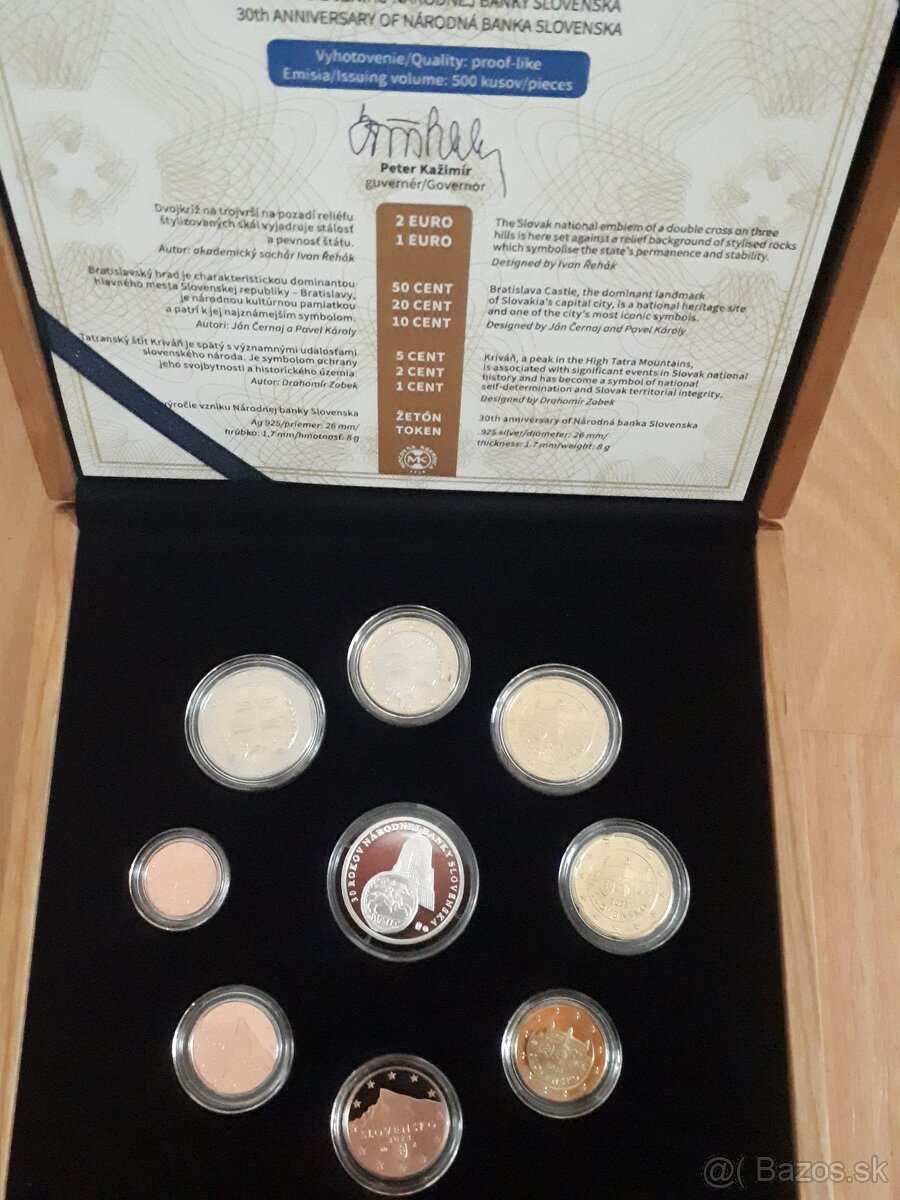 NÁRODNEJ BANKY SLOVENSKA
30th ANNIVERSARY OF NÁRODNÁ BANKA SLOVENSKA
Vyhotovenie/Quality: proof-like
Emisia/Issuing volume: 500 kusov/pieces
Peter Kažimír
guvernér/Governor
Dvojkríž na trojvrší na pozadí reliéfu
štylizovaných skál vyjadruje stálosť
a pevnosť štátu.
Autor: akademický sochár Ivan Řehák
2 EURO
1 EURO
The Slovak national emblem of a double cross on three
hills is here set against a relief background of stylised rocks
which symbolise the state's permanence and stability.
Designed by Ivan Řehák
Bratislavský hrad je charakteristickou dominantou
hlavného mesta Slovenskej republiky – Bratislavy,
je národnou kultúrnou pamiatkou
a patrí k jej najznámejším symbolom.
Autori: Ján Černaj a Pavel Károly
50 CENT
20 CENT
10 CENT
Bratislava Castle, the dominant landmark
of Slovakia's capital city, is a national heritage site
and one of the city's most iconic symbols.
Designed by Ján Černaj and Pavel Károly
Tatranský štít Kriváň je spätý s významnými udalosťami
slovenského národa. Je symbolom ochrany
jeho svojbytnosti a historického územia.
Autor: Drahomír Zobek
5 CENT
2 CENT
1 CENT
Kriváň, a peak in the High Tatra Mountains,
is associated with significant events in Slovak national
history and has become a symbol of national
self-determination and Slovak territorial integrity.
Designed by Drahomír Zobek
výročie vzniku Národnej banky Slovenska
Ag 925/priemer: 26 mm/
hrúbka: 1,7 mm/hmotnosť: 8 g
ŽETÓN
TOKEN
30th anniversary of Národná banka Slovenska
.925 silver/diameter: 26 mm/
thickness: 1.7 mm/weight: 8 g
MK
30 ROKOV NÁRODNEJ BANKY SLOVENSKA
SLOVENSKO
2023
@( Bazos.sk